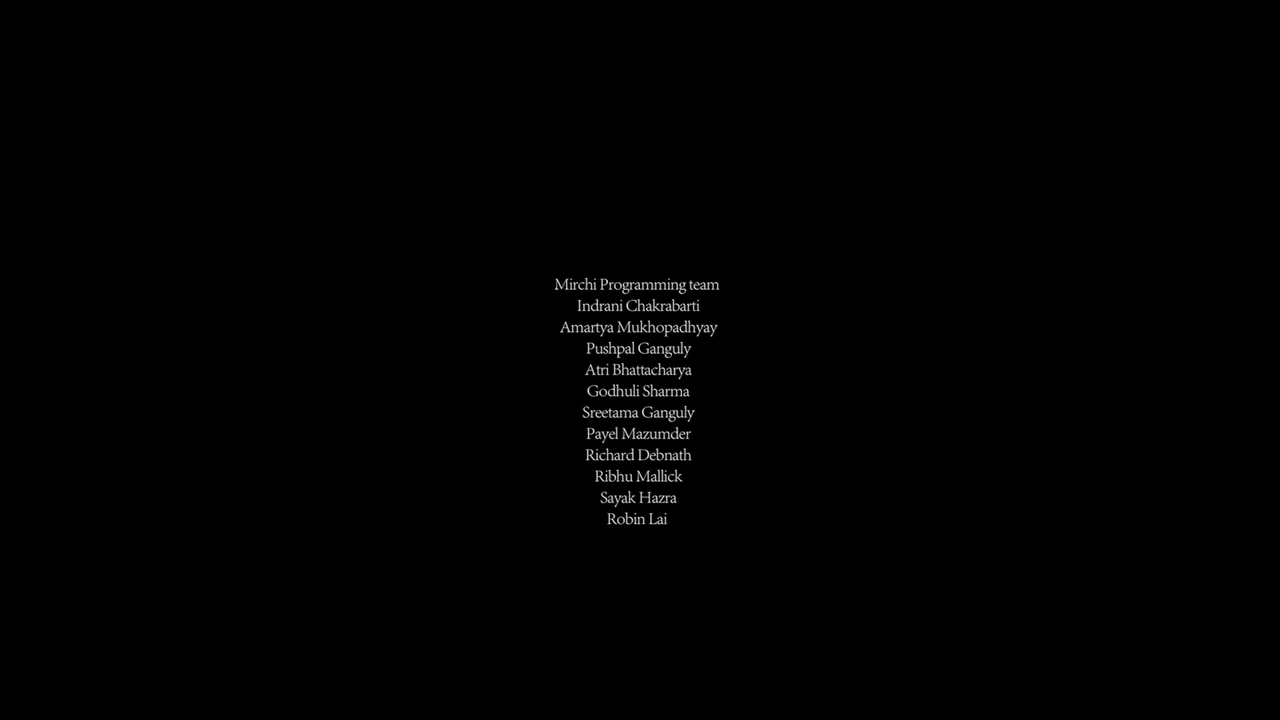 Mirchi Programming team
Indrani Chakrabarti
Amartya Mukhopadhyay
Pushpal Ganguly
Atri Bhattacharya
Godhuli Sharma
Sreetama Ganguly
Payel Mazumder
Richard Debnath
Ribhu Mallick
Sayak Hazra
Robin Lai